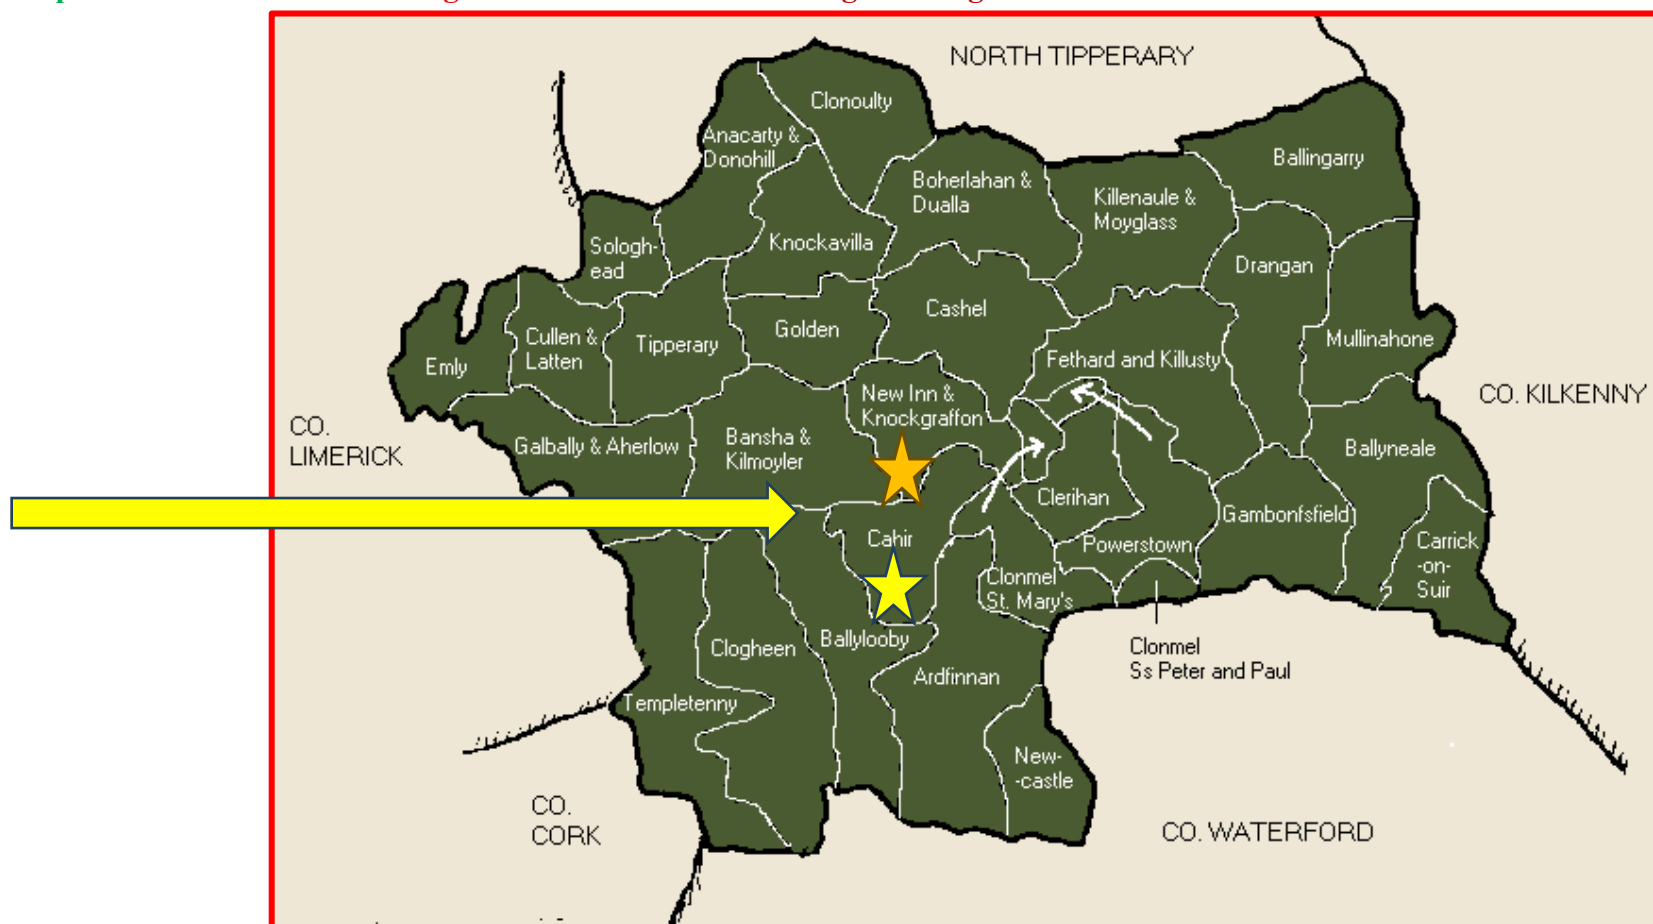 NORTH TIPPERARY
Clonoulty
Anacarty &
Donohill
Ballingarry
Boherlahan &
Dualla
Killenaule &
Moyglass
Knockavilla
Sologh-
ead
Drangan
Cashel
Golden
Cullen &
Latten
Tipperary
Mullinahone
Emly
Fethard and Killusty
New Inn &
Knockgraffon
CO. KILKENNY
CO.
LIMERICK
Galbally & Aherlow
Bansha &
Kilmoyler
Ballyneale
Clerihan
Gambonfsfield
Cahir
Powerstown
Carrick
-on-
Suir
Clonmel
St. Mary's
Ballylooby
Clogheen
Clonmel
Ss Peter and Paul
Ardfinnan
Templetenny
New-
-castle
CO.
CORK
CO. WATERFORD